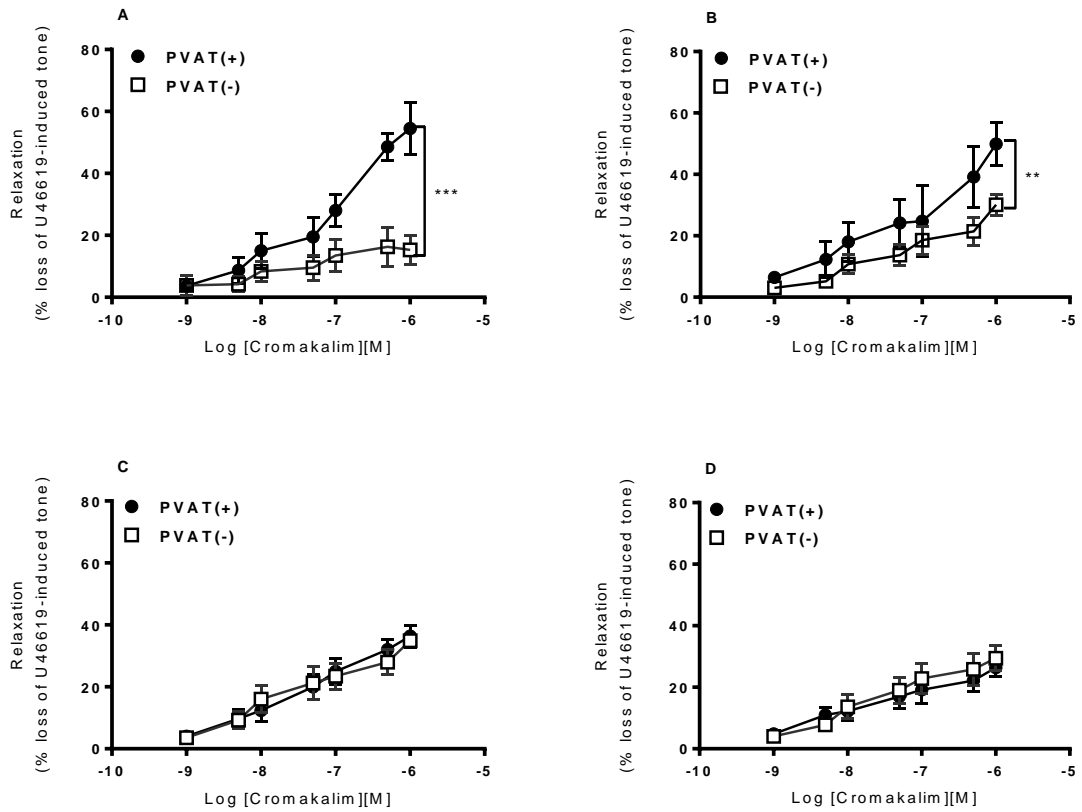 A
PVAT(+)
PVAT(-)
Relaxation
(% loss of U46619-induced tone)
80
60
40
20
0
***
-10 -9 -8 -7 -6 -5
Log [Cromakalim][M]
B
PVAT(+)
PVAT(-)
Relaxation
(% loss of U46619-induced tone)
80
60
40
20
0
**
-10 -9 -8 -7 -6 -5
Log [Cromakalim][M]
C
PVAT(+)
PVAT(-)
Relaxation
(% loss of U46619-induced tone)
80
60
40
20
0
-10 -9 -8 -7 -6 -5
Log [Cromakalim][M]
D
PVAT(+)
PVAT(-)
Relaxation
(% loss of U46619-induced tone)
80
60
40
20
0
-10 -9 -8 -7 -6 -5
Log [Cromakalim][M]